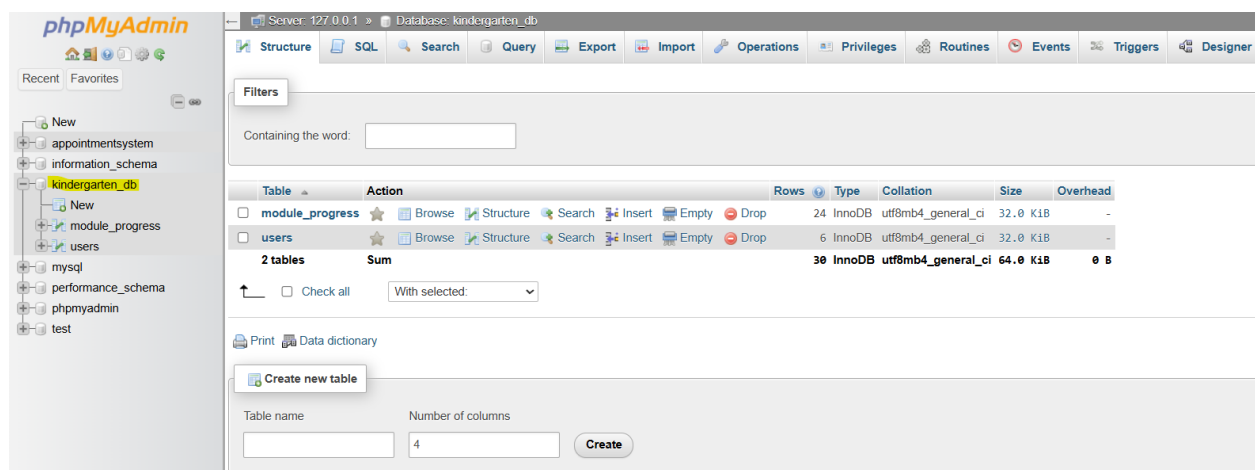 phpMyAdmin
Recent Favorites
New
appointmentsystem
information_schema
kindergarten_db
New
module_progress
users
mysql
performance_schema
phpmyadmin
test
Server: 127.0.0.1 » Database: kindergarten_db
Structure SQL Search Query Export Import Operations Privileges Routines Events Triggers Designer
Filters
Containing the word:
Table Action Rows Type Collation Size Overhead
module_progress Browse Structure Search Insert Empty Drop 24 InnoDB utf8mb4_general_ci 32.0 KiB -
users Browse Structure Search Insert Empty Drop 6 InnoDB utf8mb4_general_ci 32.0 KiB -
2 tables Sum 30 InnoDB utf8mb4_general_ci 64.0 KiB 0 B
Check all With selected:
Print Data dictionary
Create new table
Table name Number of columns
4 Create